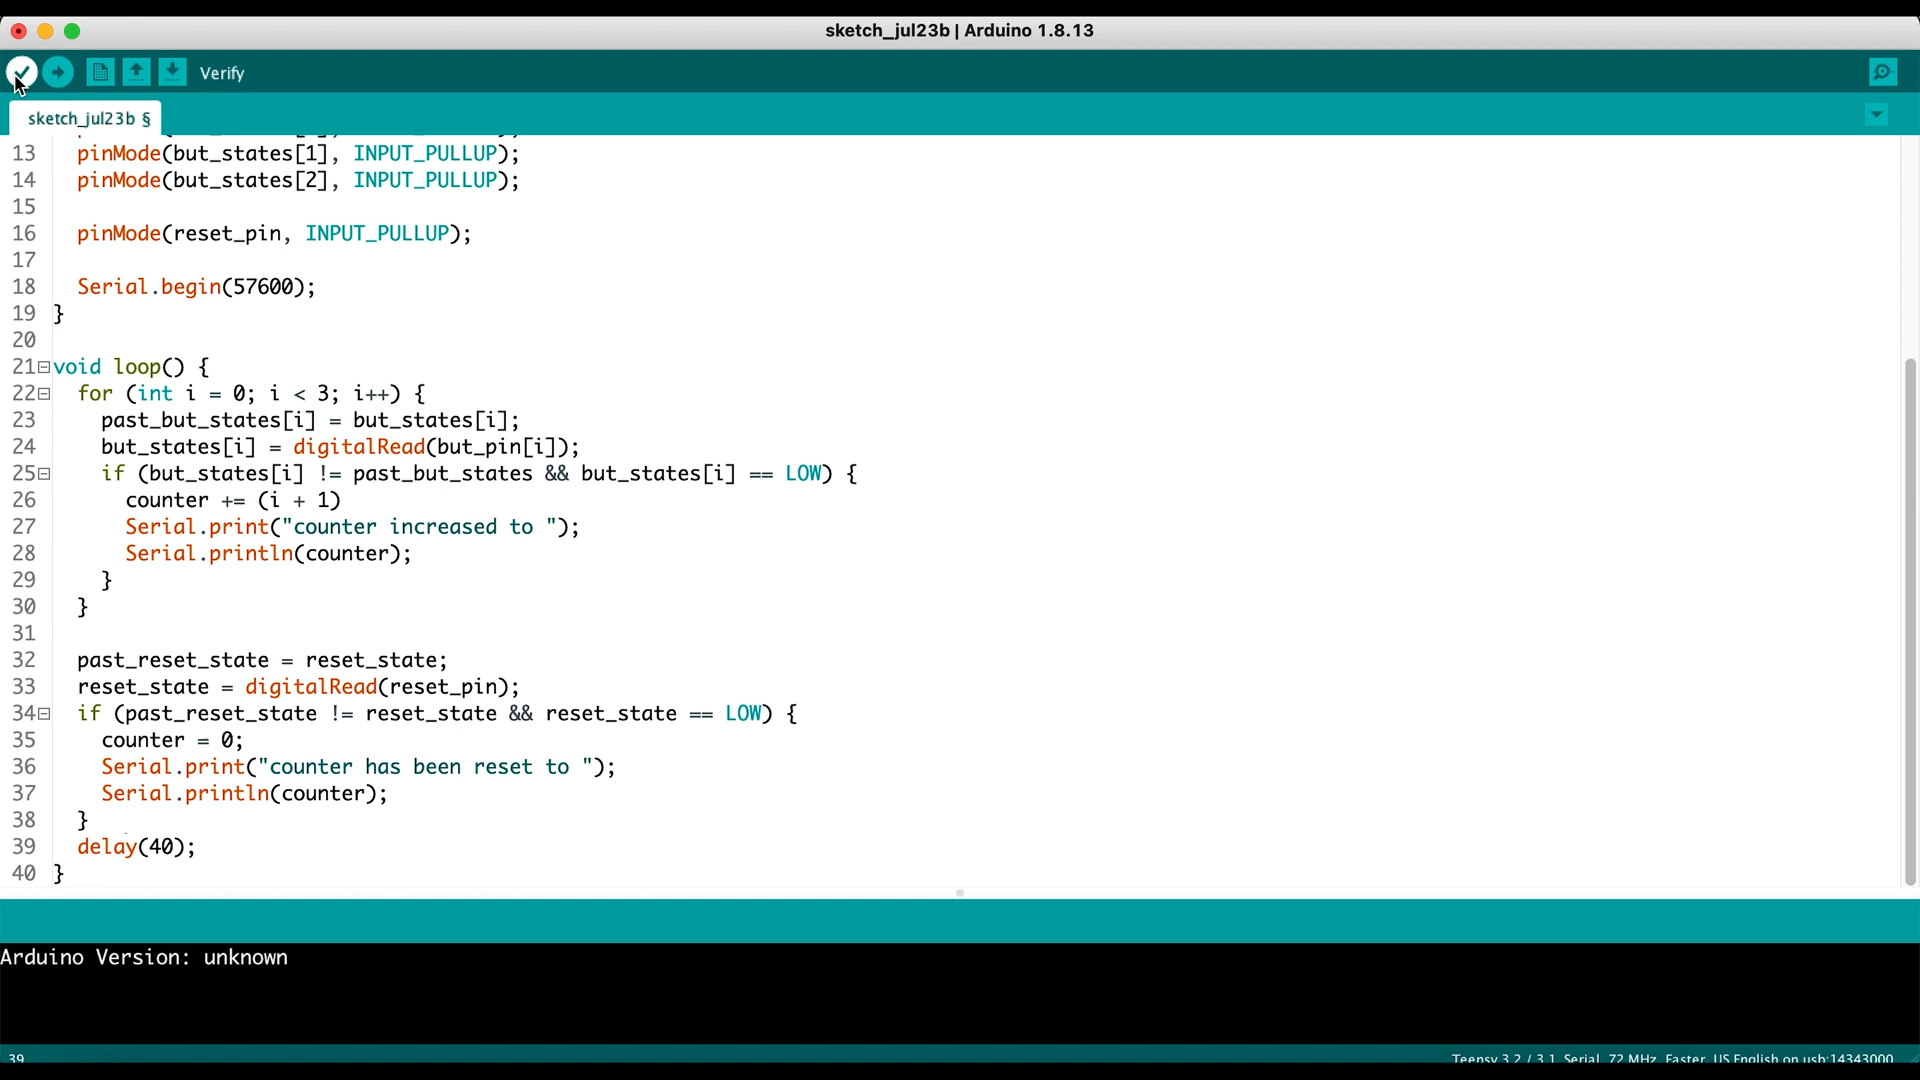 sketch_jul23b | Arduino 1.8.13
Verify
sketch_jul23b §
13 pinMode(but_states[1], INPUT_PULLUP);
14 pinMode(but_states[2], INPUT_PULLUP);
15
16 pinMode(reset_pin, INPUT_PULLUP);
17
18 Serial.begin(57600);
19 }
20
21 void loop() {
22 for (int i = 0; i < 3; i++) {
23 past_but_states[i] = but_states[i];
24 but_states[i] = digitalRead(but_pin[i]);
25 if (but_states[i] != past_but_states && but_states[i] == LOW) {
26 counter += (i + 1)
27 Serial.print("counter increased to ");
28 Serial.println(counter);
29 }
30 }
31
32 past_reset_state = reset_state;
33 reset_state = digitalRead(reset_pin);
34 if (past_reset_state != reset_state && reset_state == LOW) {
35 counter = 0;
36 Serial.print("counter has been reset to ");
37 Serial.println(counter);
38 }
39 delay(40);
40 }
Arduino Version: unknown
39
Teensy 3.2 / 3.1, Serial, 72 MHz, Faster, US English on usb:14343000